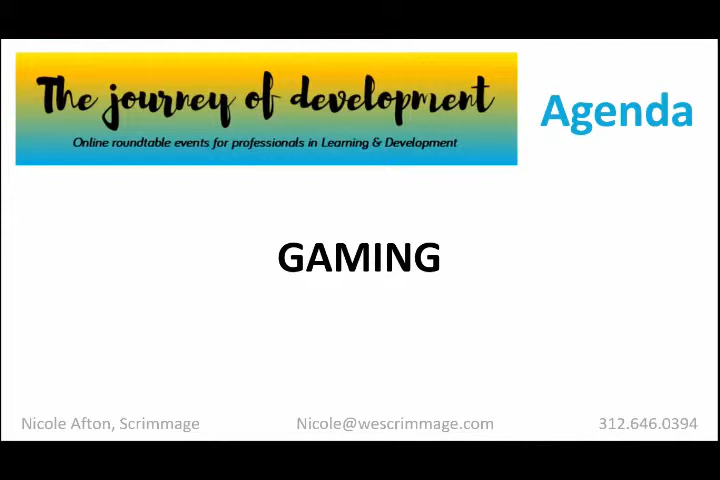 The journey of development
Online roundtable events for professionals in Learning & Development
Agenda
GAMING
Nicole Afton, Scrimmage
Nicole@wescrimmage.com
312.646.0394